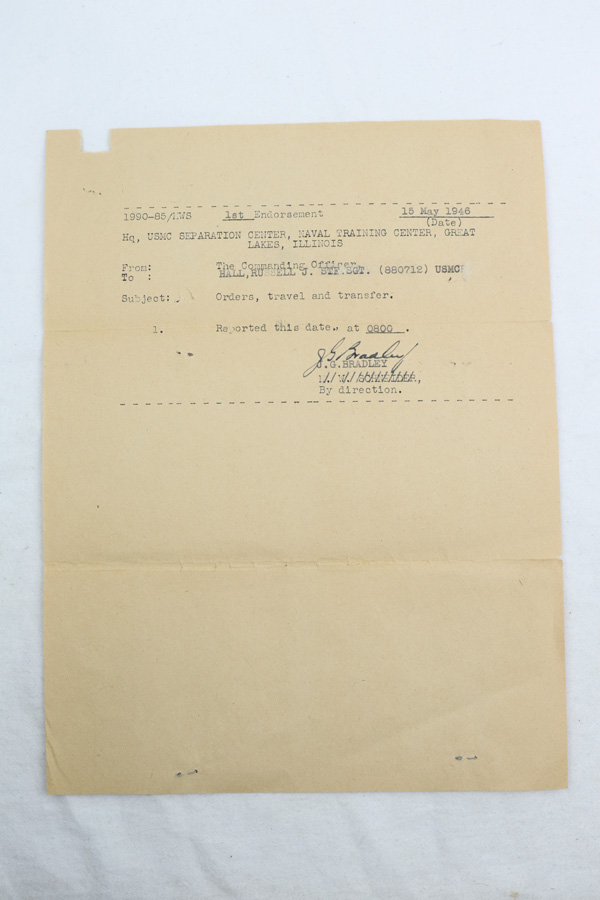 1990-85/LWS 1st Endorsement 15 May 1946
(Date)
Hq, USMC SEPARATION CENTER, NAVAL TRAINING CENTER, GREAT
LAKES, ILLINOIS
From: The Commanding Officer.
To : HALL, RUSSELL J. STF.SGT. (880712) USMC
Subject: Orders, travel and transfer.
1. Reported this date, at 0800.
J G Bradley
J.G.BRADLEY
By direction.